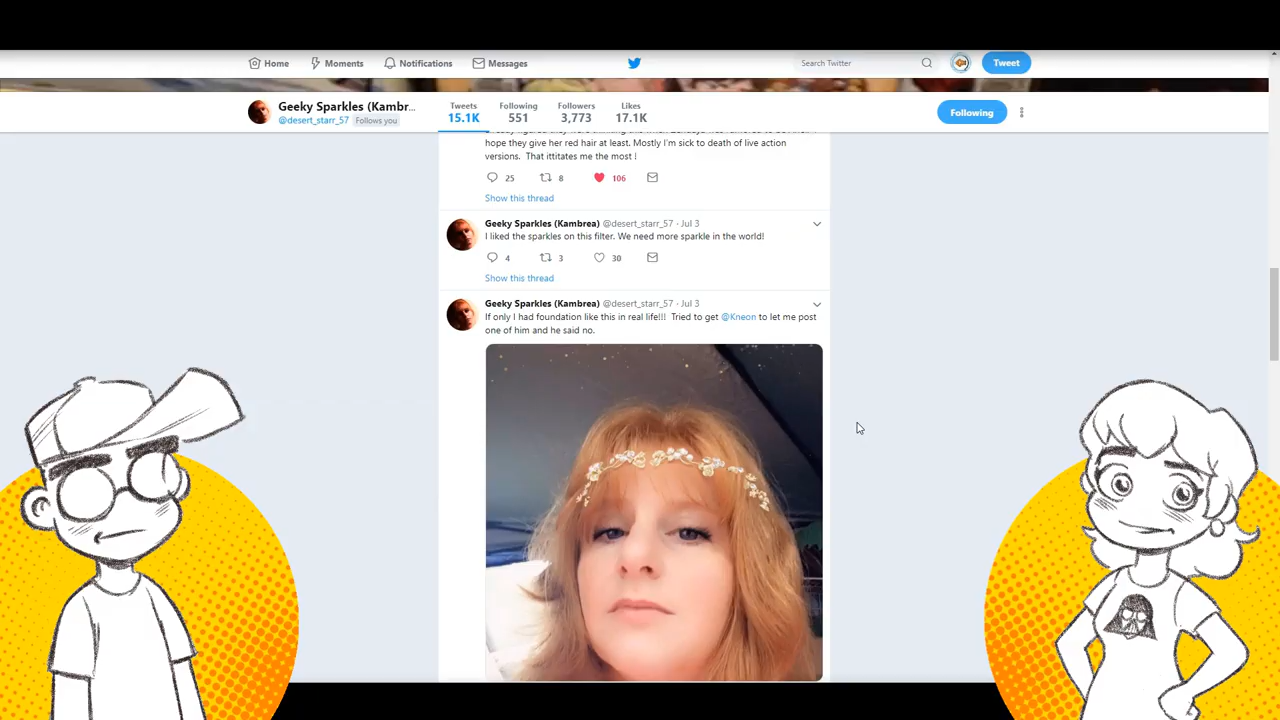 Home
Moments
Notifications
Messages
Search Twitter
Tweet
Geeky Sparkles (Kambr...
@desert_starr_57 Follows you
Tweets
15.1K
Following
551
Followers
3,773
Likes
17.1K
Following
hope they give her red hair at least. Mostly I'm sick to death of live action
versions. That ittitates me the most !
25
8
106
Show this thread
Geeky Sparkles (Kambrea) @desert_starr_57 · Jul 3
I liked the sparkles on this filter. We need more sparkle in the world!
4
3
30
Show this thread
Geeky Sparkles (Kambrea) @desert_starr_57 · Jul 3
If only I had foundation like this in real life!!! Tried to get @Kneon to let me post
one of him and he said no.